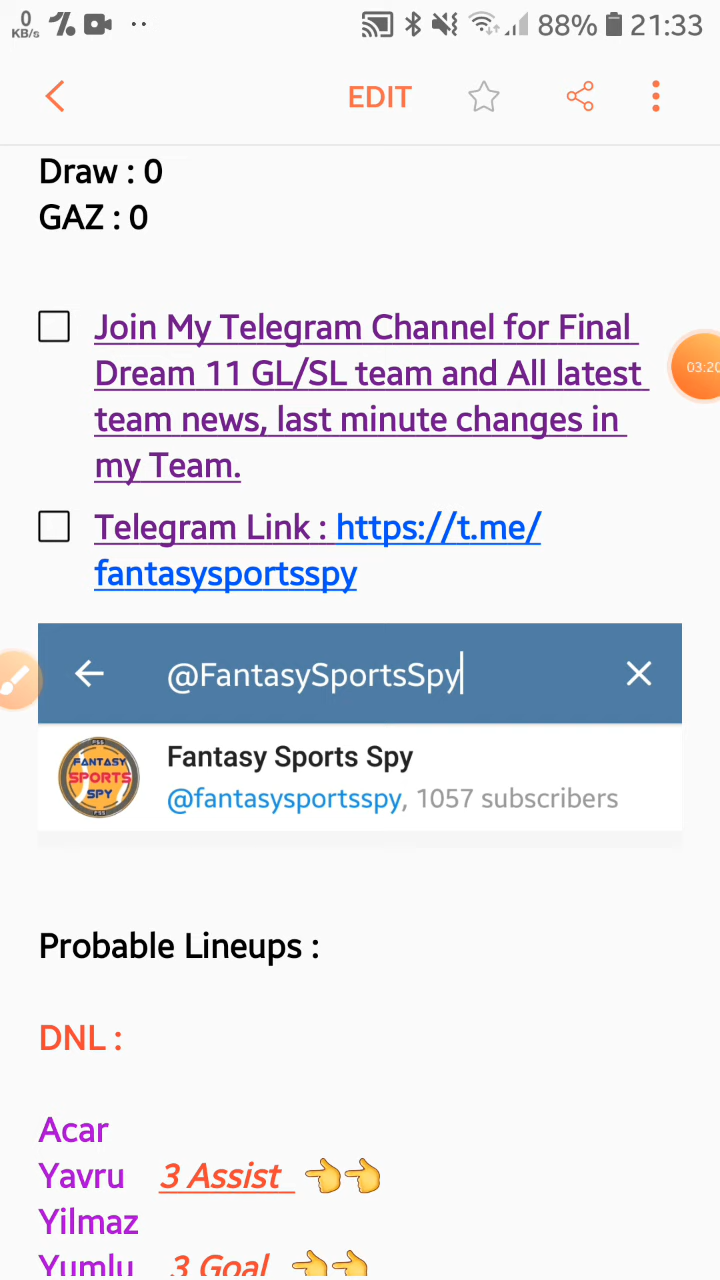 0
KB/s
88% 21:33
EDIT
Draw : 0
GAZ : 0
Join My Telegram Channel for Final
Dream 11 GL/SL team and All latest
team news, last minute changes in
my Team.
03:20
Telegram Link : https://t.me/
fantasysportsspy
@FantasySportsSpy
FANTASY
SPORTS
SPY
Fantasy Sports Spy
@fantasysportsspy, 1057 subscribers
Probable Lineups :
DNL :
Acar
Yavru 3 Assist
Yilmaz
Yumlu 3 Goal